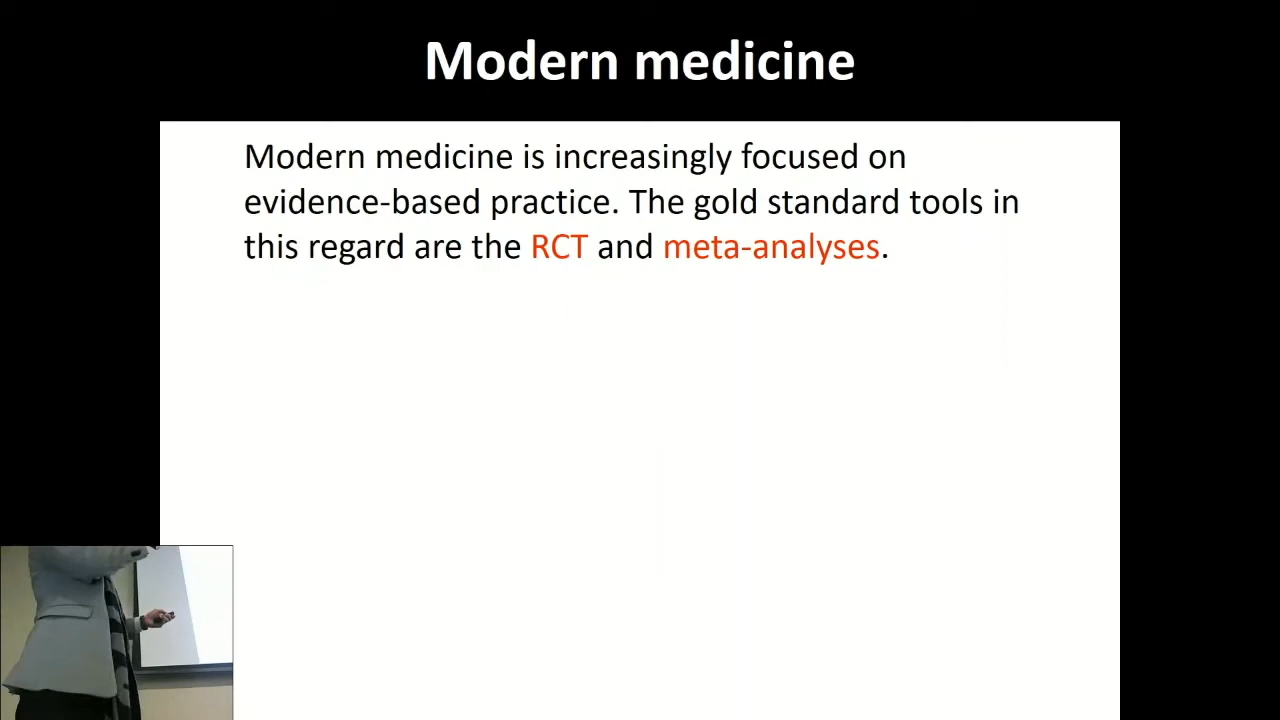 Modern medicine
Modern medicine is increasingly focused on
evidence-based practice. The gold standard tools in
this regard are the RCT and meta-analyses.